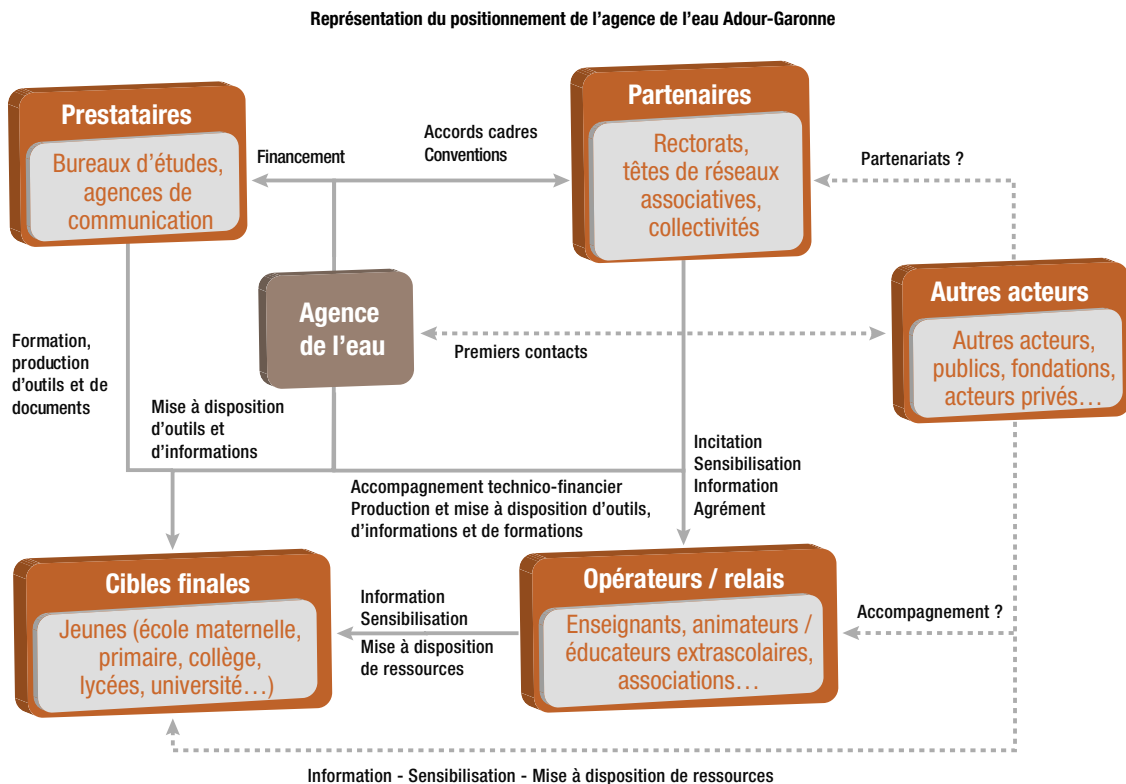 Représentation du positionnement de l'agence de l'eau Adour-Garonne
Prestataires
Bureaux d'études,
agences de
communication
Financement
Accords cadres
Conventions
Partenaires
Rectorats,
têtes de réseaux
associatives,
collectivités
Partenariats ?
Agence
de l'eau
Premiers contacts
Autres acteurs
Autres acteurs,
publics, fondations,
acteurs privés…
Formation,
production
d'outils et de
documents
Mise à disposition
d'outils et
d'informations
Accompagnement technico-financier
Production et mise à disposition d'outils,
d'informations et de formations
Incitation
Sensibilisation
Information
Agrément
Cibles finales
Jeunes (école maternelle,
primaire, collège,
lycées, université…)
Information
Sensibilisation
Mise à disposition
de ressources
Opérateurs / relais
Enseignants, animateurs /
éducateurs extrascolaires,
associations…
Accompagnement ?
Information - Sensibilisation - Mise à disposition de ressources